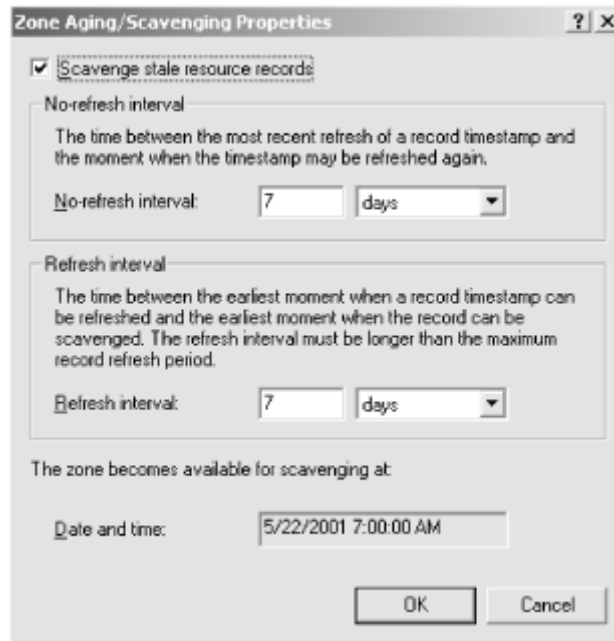 Zone Aging/Scavenging Properties
Scavenge stale resource records
No-refresh interval
The time between the most recent refresh of a record timestamp and
the moment when the timestamp may be refreshed again.
No-refresh interval: 7 days
Refresh interval
The time between the earliest moment when a record timestamp can
be refreshed and the earliest moment when the record can be
scavenged. The refresh interval must be longer than the maximum
record refresh period.
Refresh interval: 7 days
The zone becomes available for scavenging at:
Date and time: 5/22/2001 7:00:00 AM
OK Cancel